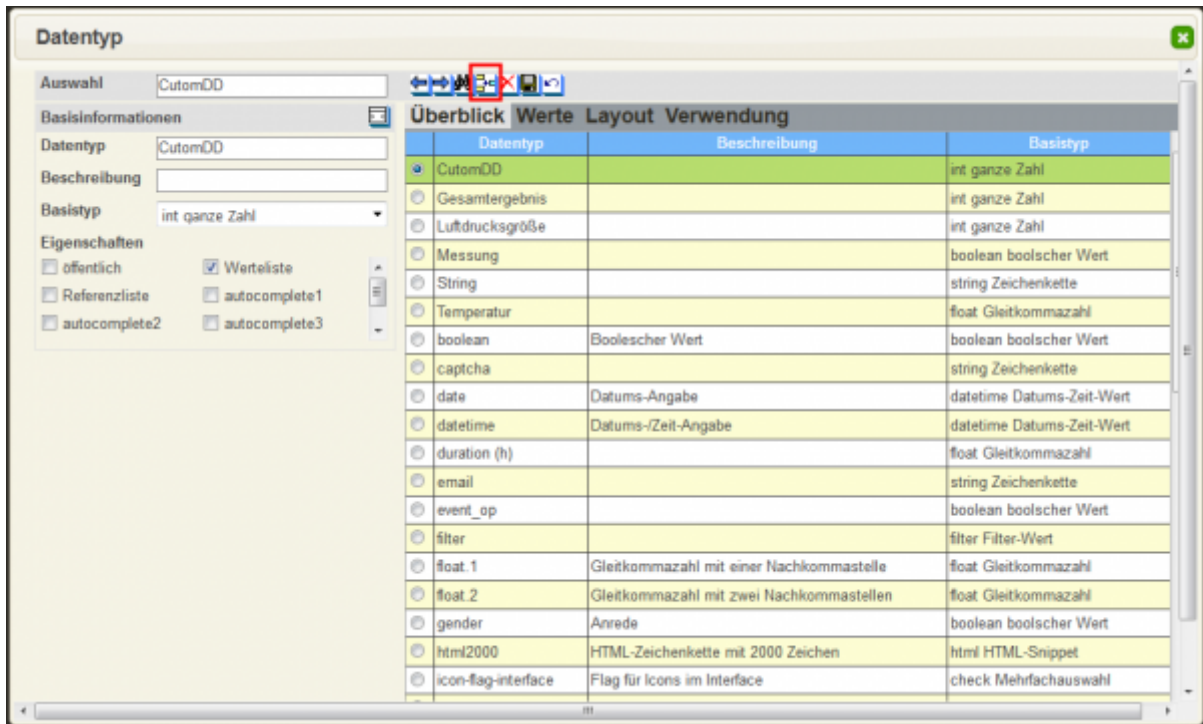 Datentyp
Auswahl CutomDD
Basisinformationen
Datentyp CutomDD
Beschreibung
Basistyp int ganze Zahl
Eigenschaften
öffentlich Werteliste
Referenzliste autocomplete1
autocomplete2 autocomplete3
Überblick Werte Layout Verwendung
Datentyp Beschreibung Basistyp
CutomDD int ganze Zahl
Gesamtergebnis int ganze Zahl
Luftdrucksgröße int ganze Zahl
Messung boolean boolscher Wert
String string Zeichenkette
Temperatur float Gleitkommazahl
boolean Boolescher Wert boolean boolscher Wert
captcha string Zeichenkette
date Datums-Angabe datetime Datums-Zeit-Wert
datetime Datums-/Zeit-Angabe datetime Datums-Zeit-Wert
duration (h) float Gleitkommazahl
email string Zeichenkette
event_op boolean boolscher Wert
filter filter Filter-Wert
float.1 Gleitkommazahl mit einer Nachkommastelle float Gleitkommazahl
float.2 Gleitkommazahl mit zwei Nachkommastellen float Gleitkommazahl
gender Anrede boolean boolscher Wert
html2000 HTML-Zeichenkette mit 2000 Zeichen html HTML-Snippet
icon-flag-interface Flag für Icons im Interface check Mehrfachauswahl